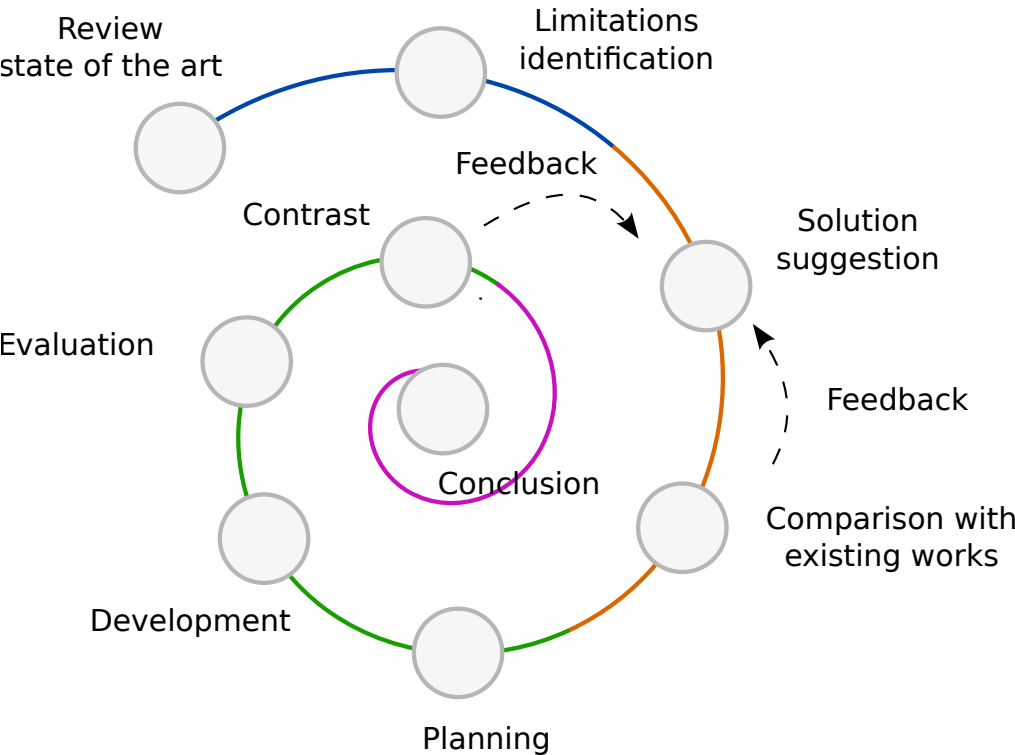 Review
state of the art
Limitations
identification
Feedback
Contrast
Solution
suggestion
Evaluation
Feedback
Conclusion
Comparison with
existing works
Development
Planning